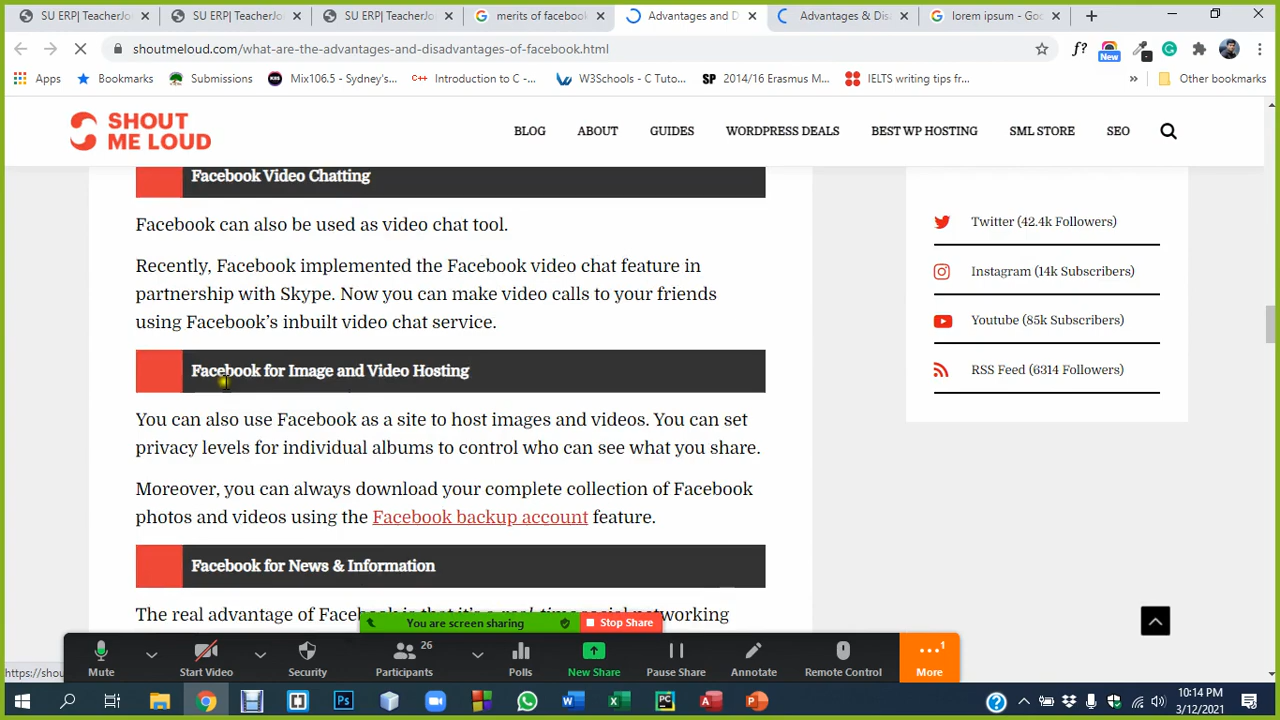 SU ERP| TeacherJo
SU ERP| TeacherJo
SU ERP| TeacherJo
merits of facebook
Advantages and D
Advantages & Dis
lorem ipsum - Goo
shoutmeloud.com/what-are-the-advantages-and-disadvantages-of-facebook.html
f?
New
Apps
Bookmarks
Submissions
Mix106.5 - Sydney's...
C++ Introduction to C -...
W3Schools - C Tuto...
SP 2014/16 Erasmus M...
IELTS writing tips fr...
»
Other bookmarks
SHOUT
ME LOUD
BLOG
ABOUT
GUIDES
WORDPRESS DEALS
BEST WP HOSTING
SML STORE
SEO
Facebook Video Chatting
Facebook can also be used as video chat tool.
Recently, Facebook implemented the Facebook video chat feature in
partnership with Skype. Now you can make video calls to your friends
using Facebook's inbuilt video chat service.
Facebook for Image and Video Hosting
You can also use Facebook as a site to host images and videos. You can set
privacy levels for individual albums to control who can see what you share.
Moreover, you can always download your complete collection of Facebook
photos and videos using the Facebook backup account feature.
Facebook for News & Information
The real advantage of Facebook is that it's a real-time social networking
Twitter (42.4k Followers)
Instagram (14k Subscribers)
Youtube (85k Subscribers)
RSS Feed (6314 Followers)
You are screen sharing
Stop Share
Mute
Start Video
Security
Participants
26
Polls
New Share
Pause Share
Annotate
Remote Control
1
More
https://shou
10:14 PM
3/12/2021